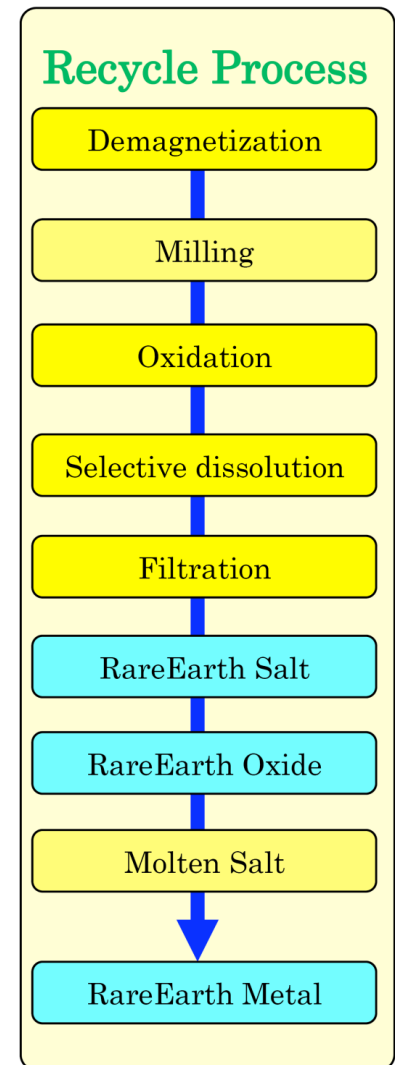 Recycle Process
Demagnetization
Milling
Oxidation
Selective dissolution
Filtration
RareEarth Salt
RareEarth Oxide
Molten Salt
RareEarth Metal